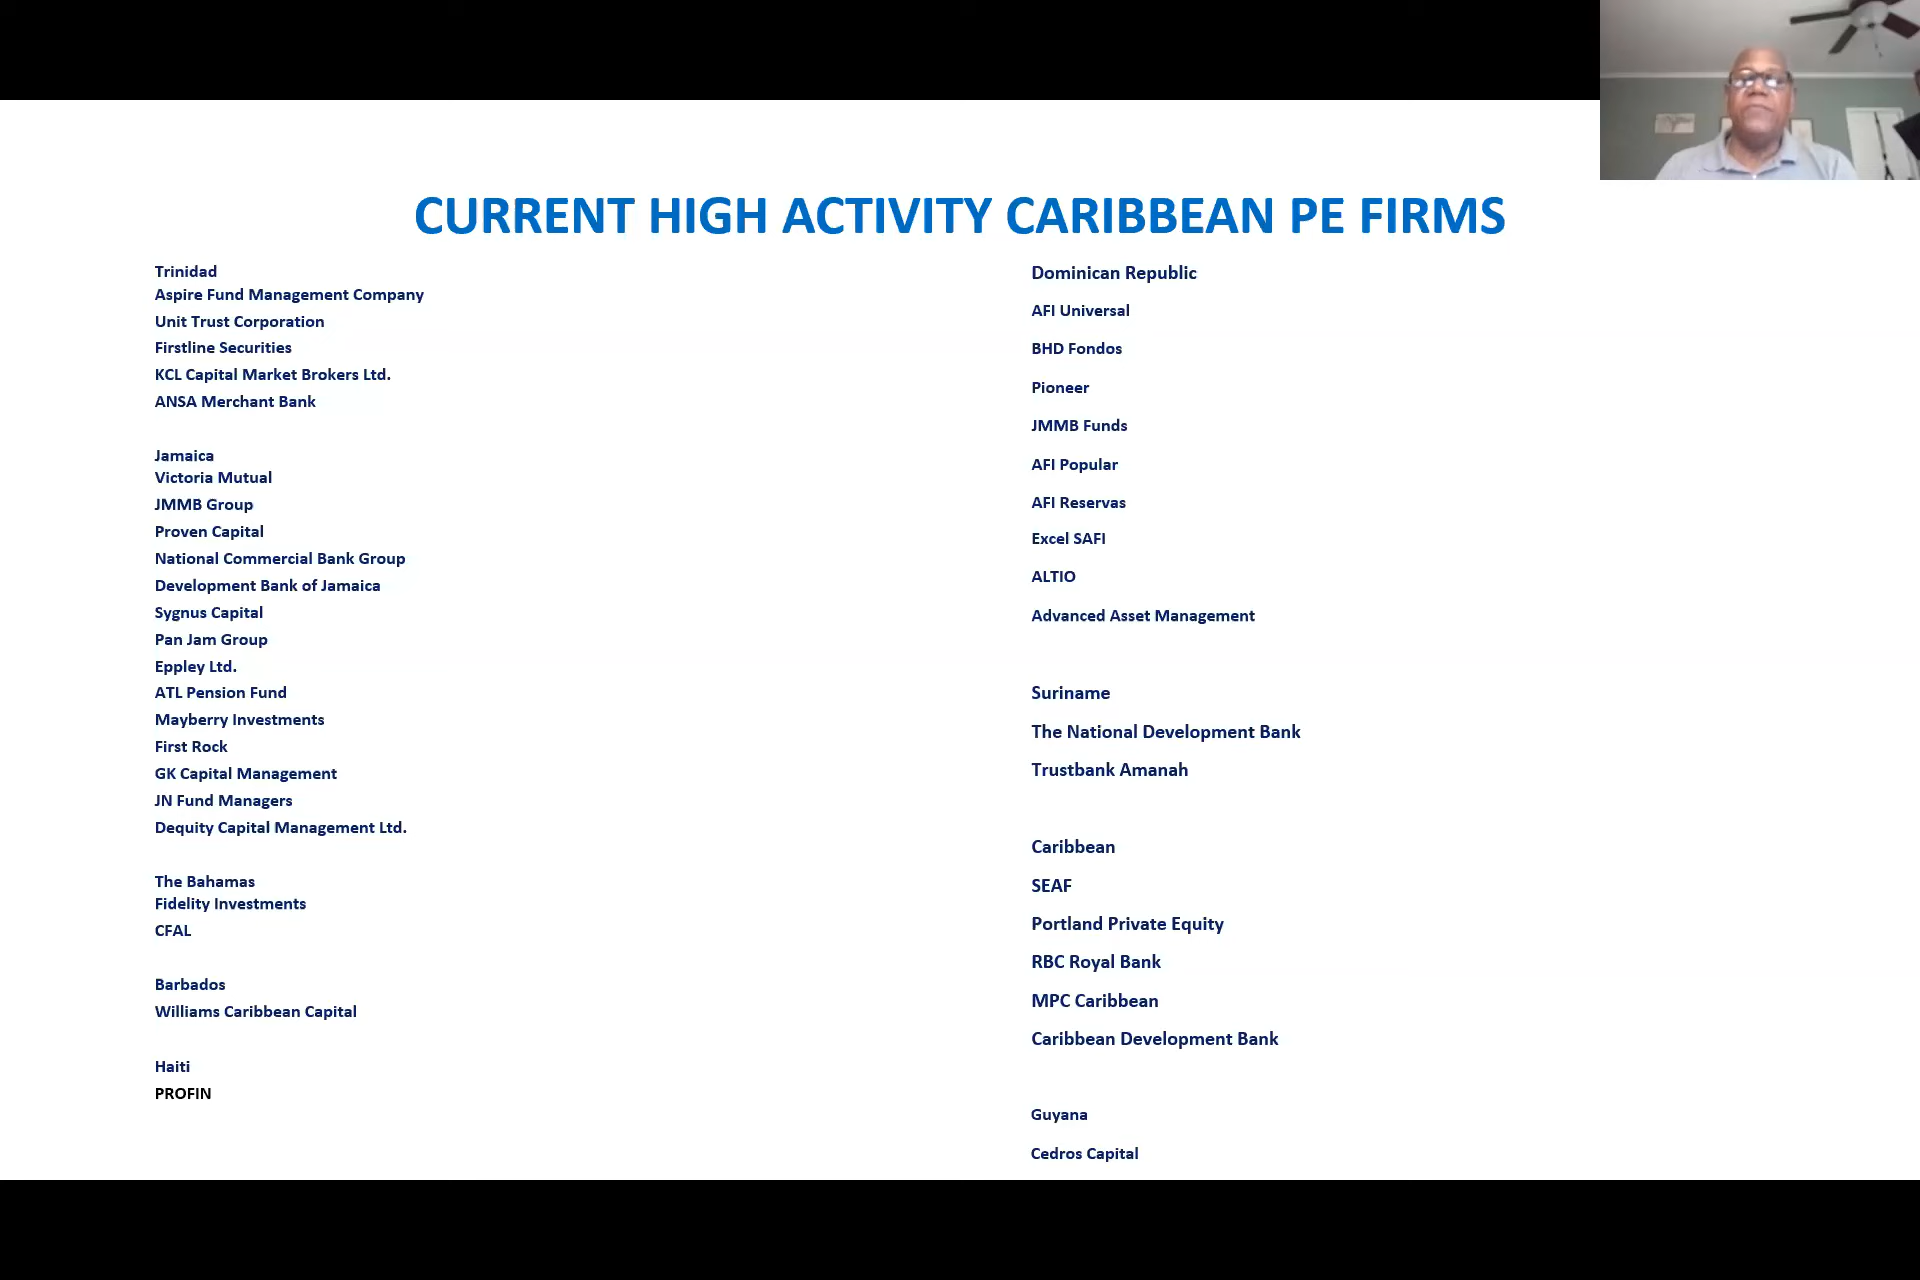 CURRENT HIGH ACTIVITY CARIBBEAN PE FIRMS
Trinidad
Aspire Fund Management Company
Unit Trust Corporation
Firstline Securities
KCL Capital Market Brokers Ltd.
ANSA Merchant Bank
Jamaica
Victoria Mutual
JMMB Group
Proven Capital
National Commercial Bank Group
Development Bank of Jamaica
Sygnus Capital
Pan Jam Group
Eppley Ltd.
ATL Pension Fund
Mayberry Investments
First Rock
GK Capital Management
JN Fund Managers
Dequity Capital Management Ltd.
The Bahamas
Fidelity Investments
CFAL
Barbados
Williams Caribbean Capital
Haiti
PROFIN
Dominican Republic
AFI Universal
BHD Fondos
Pioneer
JMMB Funds
AFI Popular
AFI Reservas
Excel SAFI
ALTIO
Advanced Asset Management
Suriname
The National Development Bank
Trustbank Amanah
Caribbean
SEAF
Portland Private Equity
RBC Royal Bank
MPC Caribbean
Caribbean Development Bank
Guyana
Cedros Capital